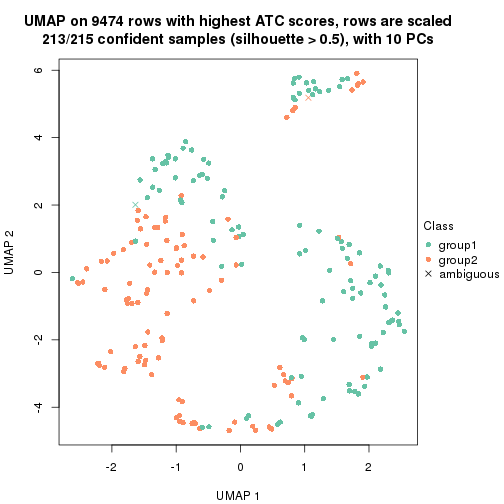 UMAP on 9474 rows with highest ATC scores, rows are scaled
213/215 confident samples (silhouette > 0.5), with 10 PCs
6
4
2
0
-2
-4
UMAP 2
-2
-1
0
1
2
UMAP 1
Class
group1
group2
ambiguous